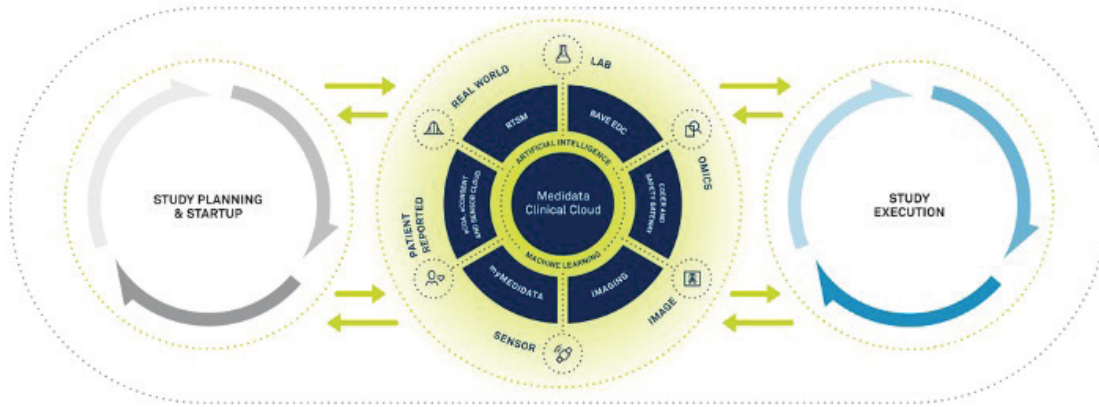 STUDY PLANNING
& STARTUP
REAL WORLD
LAB
OMICS
IMAGE
SENSOR
PATIENT
REPORTED
RTSM
RAVE EDC
CODER AND
SAFETY GATEWAY
IMAGING
myMEDIDATA
eCOA, eCONSENT
AND SENSOR CLOUD
ARTIFICIAL INTELLIGENCE
Medidata
Clinical Cloud
MACHINE LEARNING
STUDY
EXECUTION